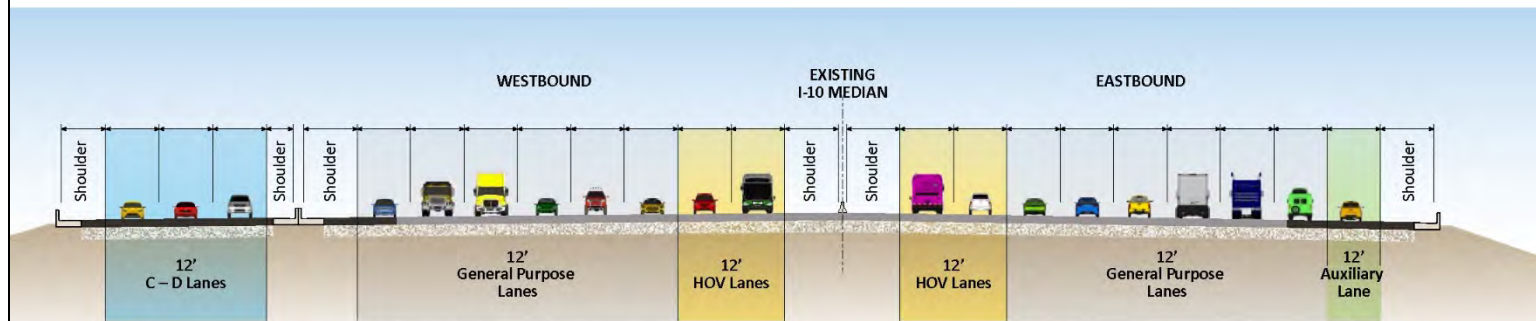 WESTBOUND
EXISTING
I-10 MEDIAN
EASTBOUND
Shoulder
Shoulder
Shoulder
Shoulder
Shoulder
Shoulder
12'
C – D Lanes
12'
General Purpose
Lanes
12'
HOV Lanes
12'
HOV Lanes
12'
General Purpose
Lanes
12'
Auxiliary
Lane